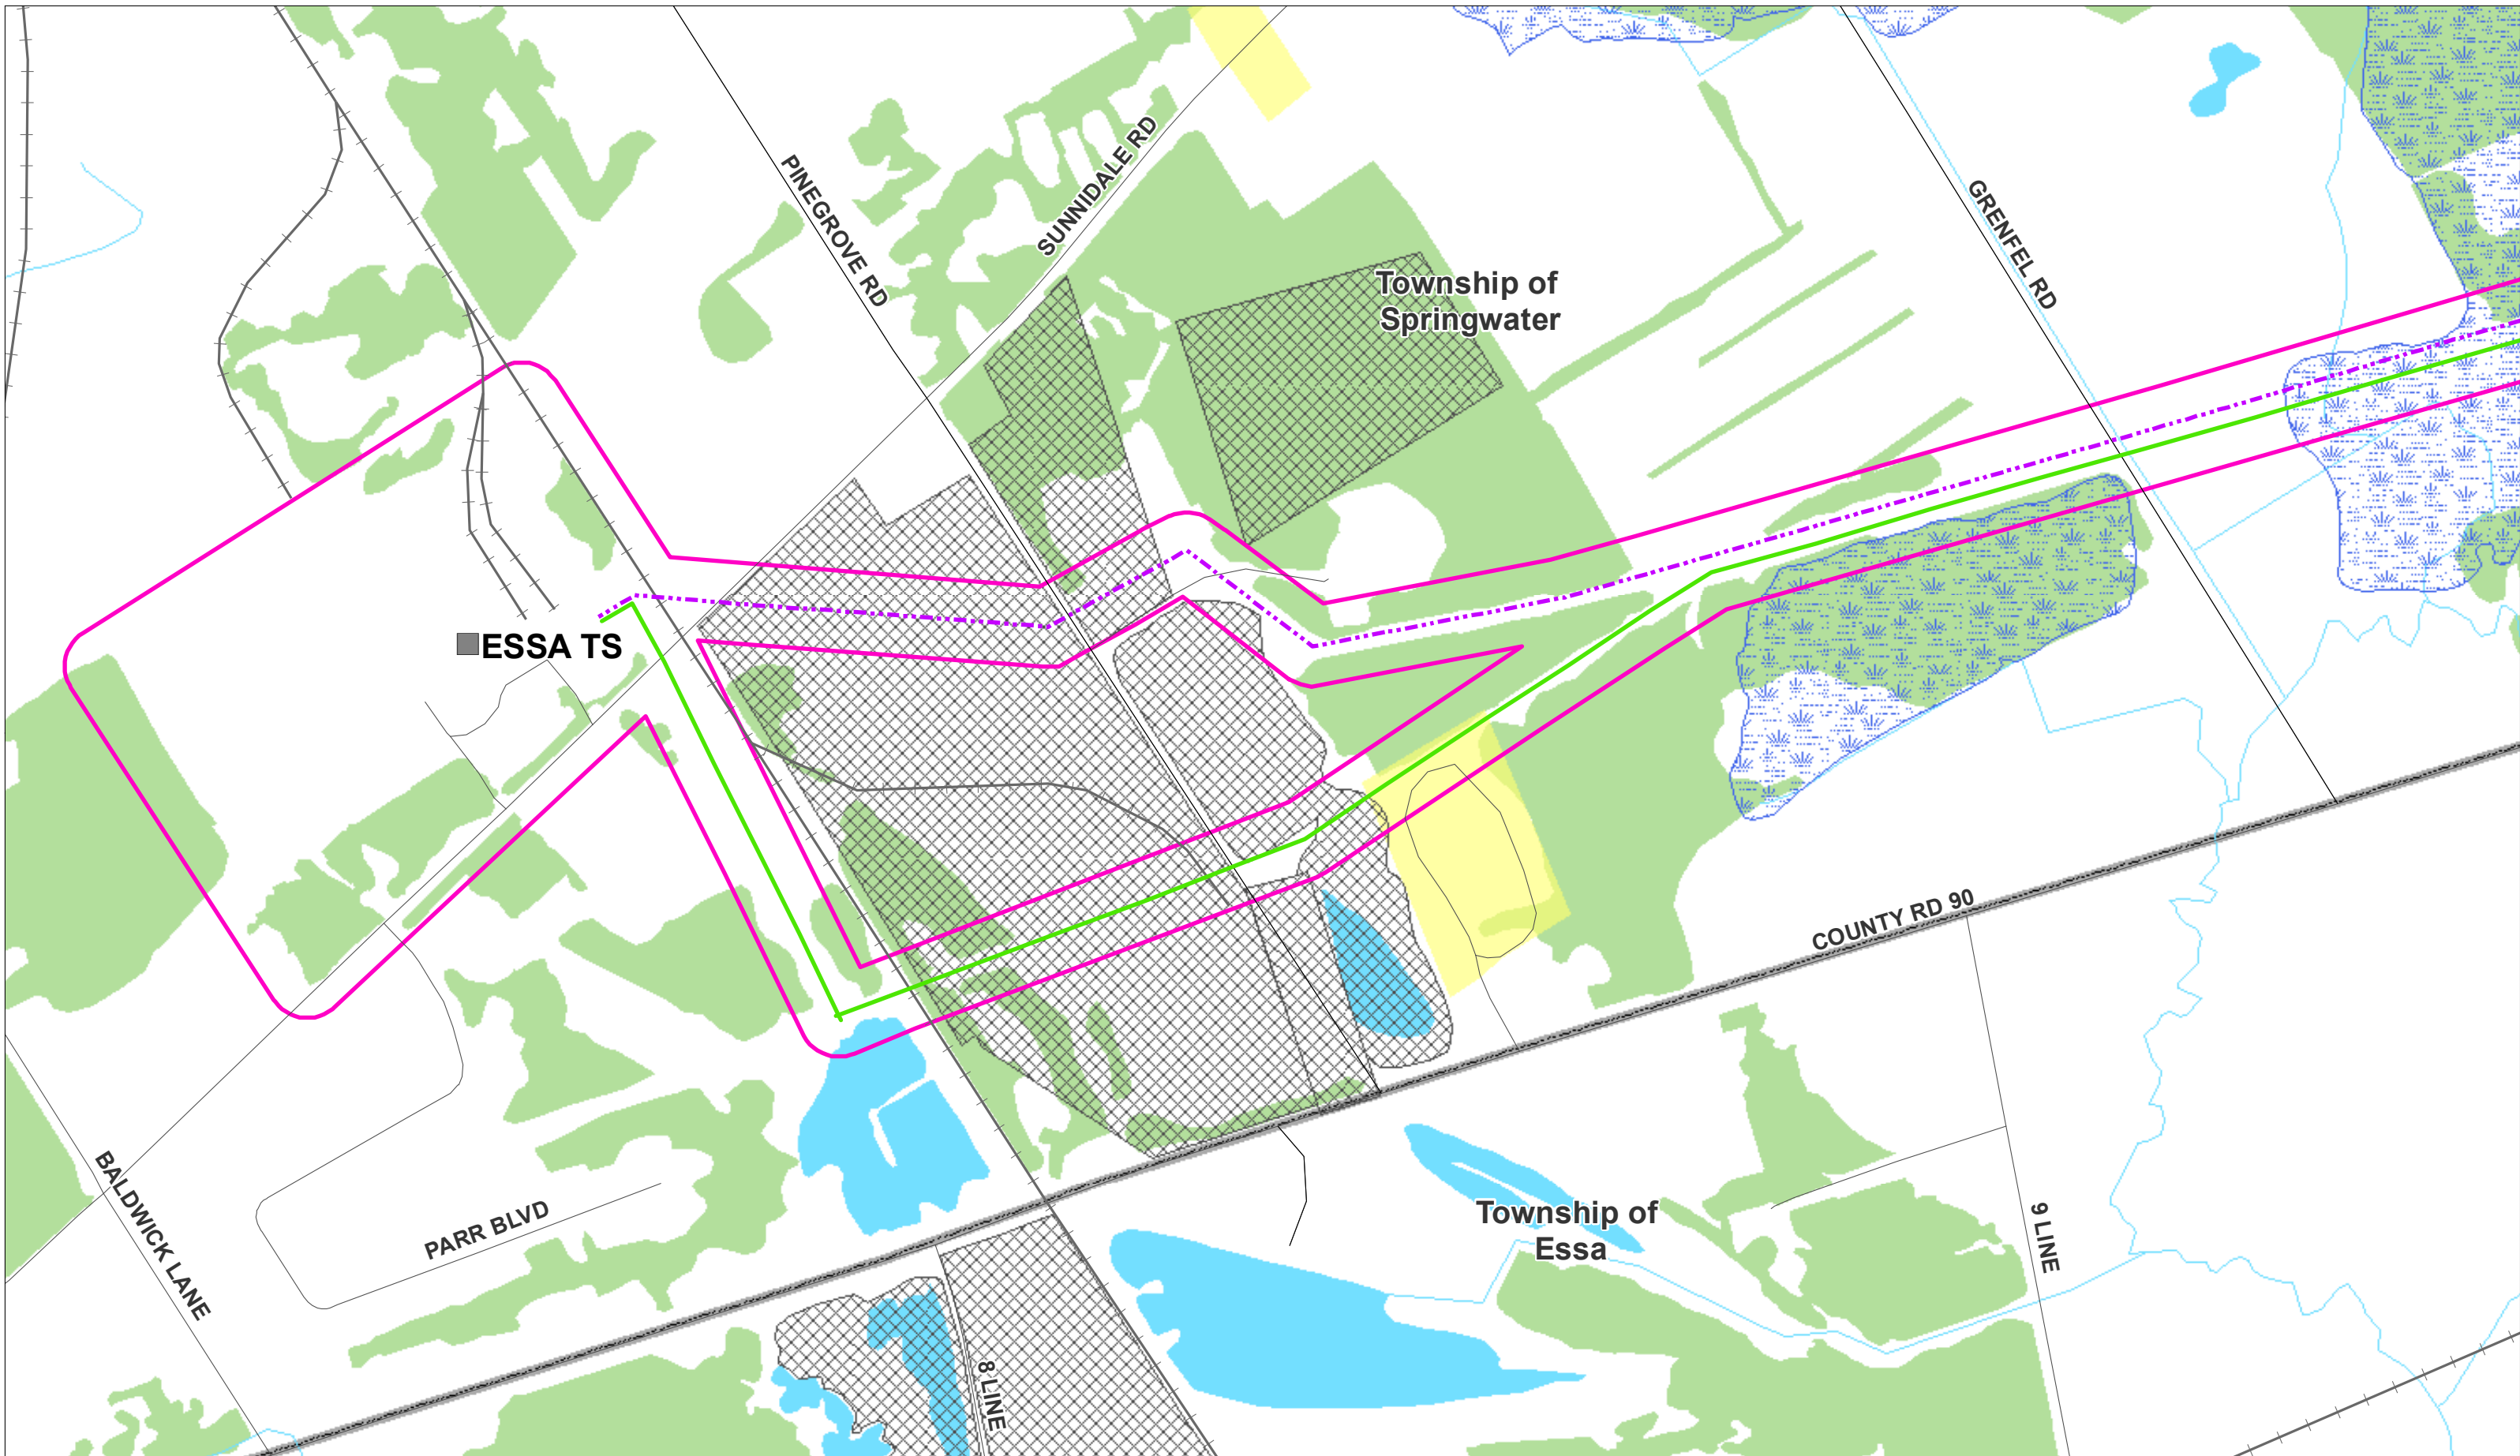 PINEGROVE RD
SUNNIDALE RD
GRENFEL RD
Township of
Springwater
ESSA TS
COUNTY RD 90
BALDWICK LANE
PARR BLVD
Township of
Essa
9 LINE
8 LINE